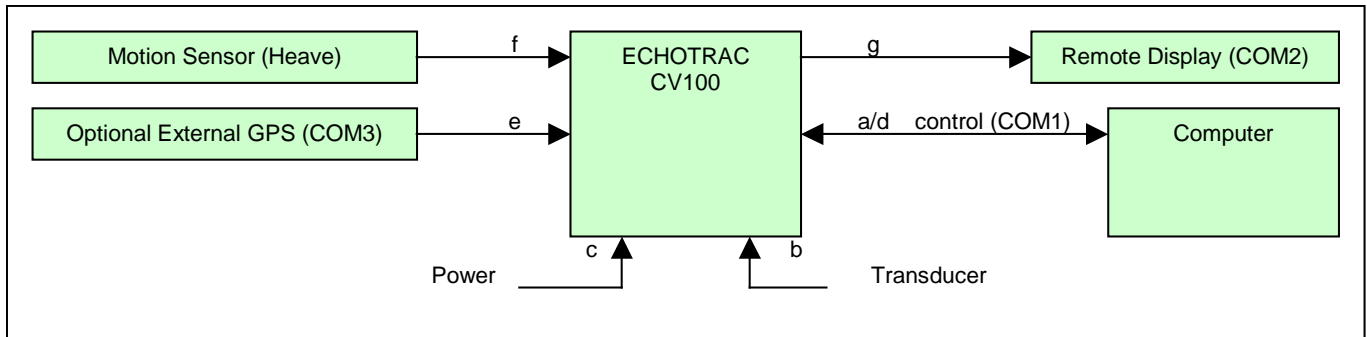 Motion Sensor (Heave)
f
ECHOTRAC
CV100
g
Remote Display (COM2)
Optional External GPS (COM3)
e
a/d control (COM1)
Computer
c
b
Power
Transducer